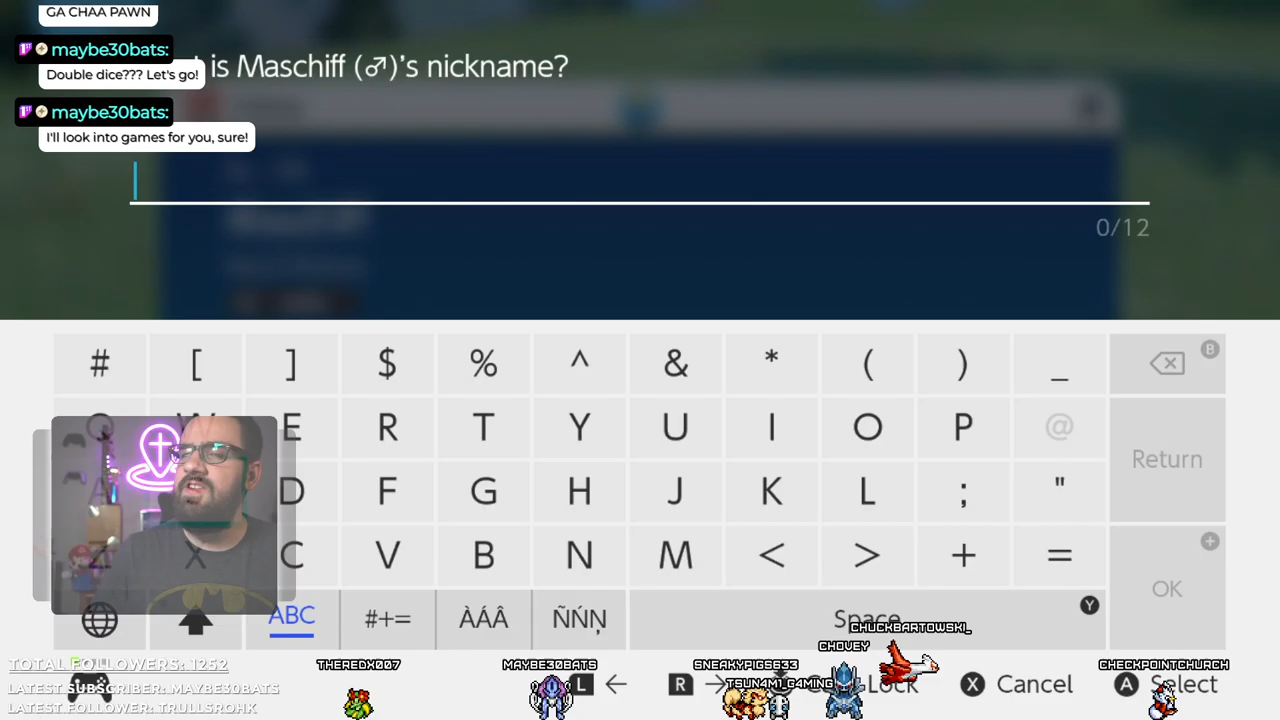 GA CHAA PAWN
maybe30bats:
Double dice??? Let's go!
is Maschiff (♂)'s nickname?
maybe30bats:
I'll look into games for you, sure!
0/12
# [ ] $ % ^ & * ( ) _ B
E R T Y U I O P @
Return
D F G H J K L ; "
Z X C V B N M < > + =
OK
ABC #+= ÀÁÂ ÑŃŅ Space Y
TOTAL FOLLOWERS: 1252
LATEST SUBSCRIBER: MAYBE30BATS
LATEST FOLLOWER: TRULLSROHK
THEREDX007
MAYBE30BATS
SNEAKYPIGS633
TSUN4M1_G4MING
CHOVEY
CHUCKBARTOWSKI_
CHECKPOINTCHURCH
L ← R → Lock X Cancel A Select